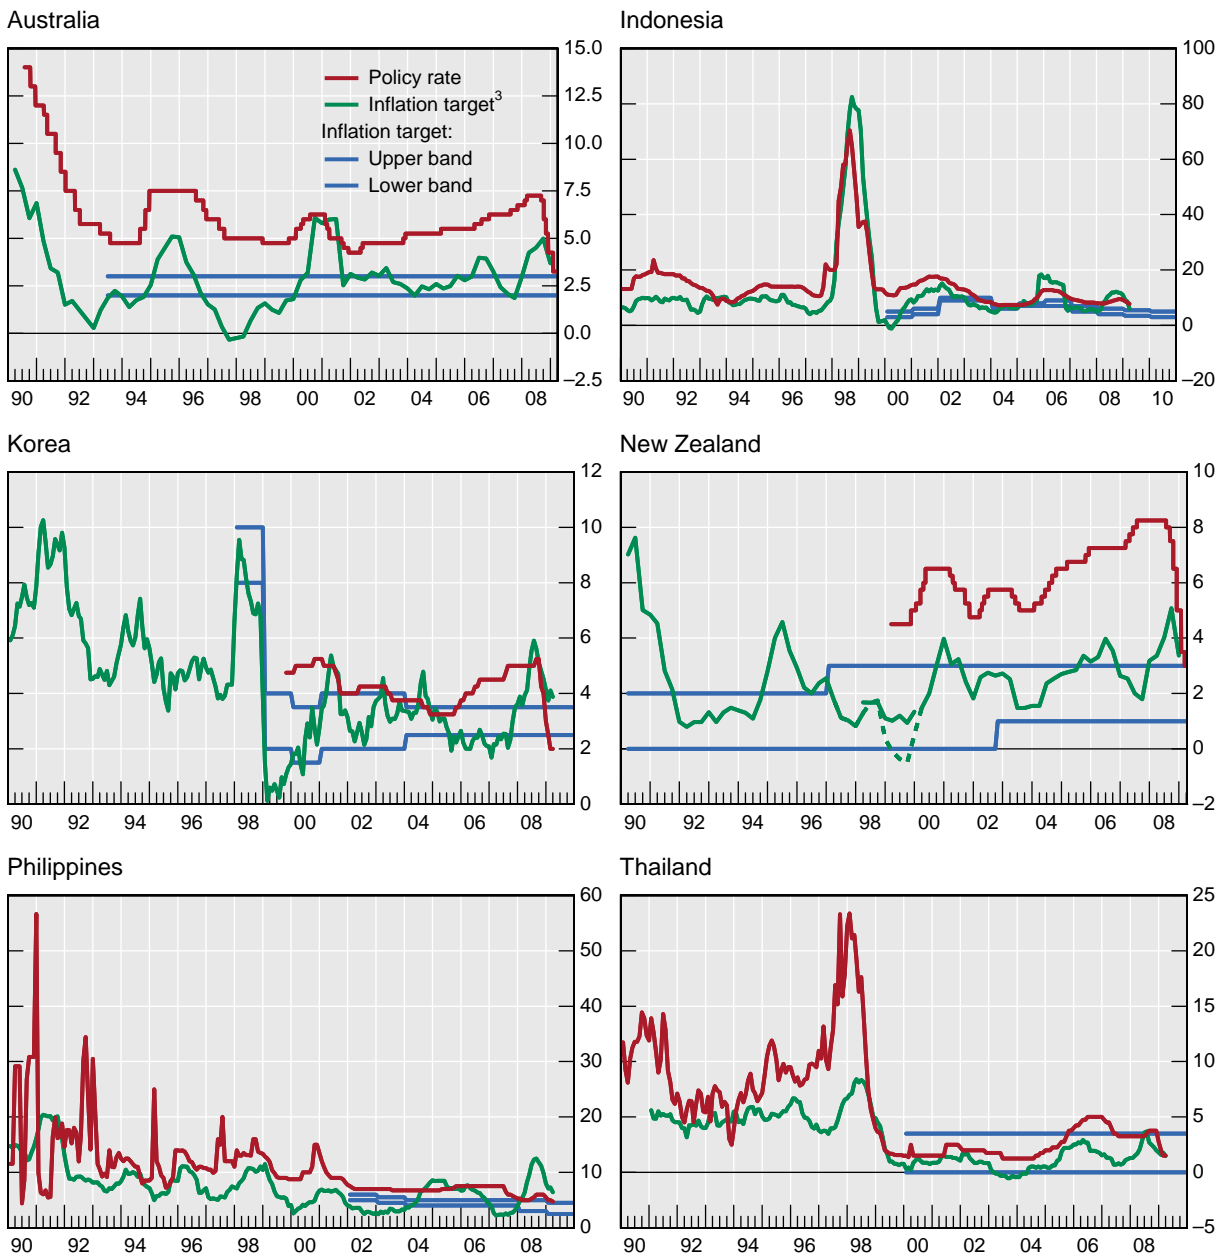 Australia
15.0
12.5
10.0
7.5
5.0
2.5
0.0
–2.5
Policy rate
Inflation target3
Inflation target:
Upper band
Lower band
90 92 94 96 98 00 02 04 06 08
Indonesia
100
80
60
40
20
0
–20
90 92 94 96 98 00 02 04 06 08 10
Korea
12
10
8
6
4
2
0
90 92 94 96 98 00 02 04 06 08
New Zealand
10
8
6
4
2
0
–2
90 92 94 96 98 00 02 04 06 08
Philippines
60
50
40
30
20
10
0
90 92 94 96 98 00 02 04 06 08
Thailand
25
20
15
10
5
0
–5
90 92 94 96 98 00 02 04 06 08